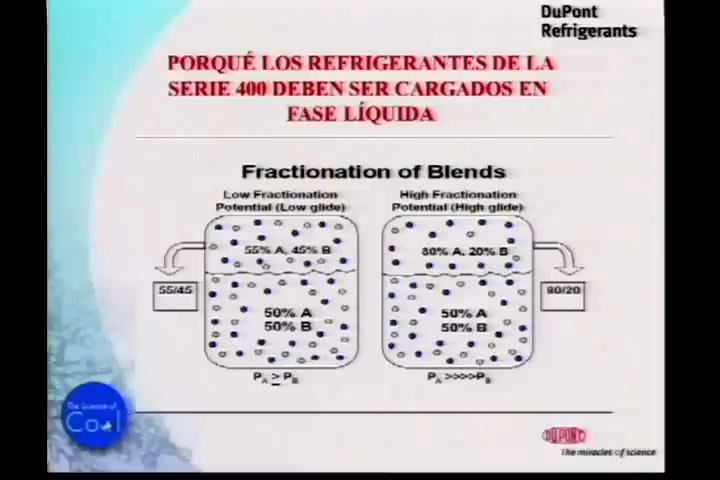 DuPont
Refrigerants
PORQUÉ LOS REFRIGERANTES DE LA
SERIE 400 DEBEN SER CARGADOS EN
FASE LÍQUIDA
Fractionation of Blends
Low Fractionation
Potential (Low glide)
High Fractionation
Potential (High glide)
55% A, 45% B
80% A, 20% B
55/45
80/20
50% A
50% B
50% A
50% B
PA > PB
PA >>>>PB
The Science of
Cool
DUPONT
The miracles of science